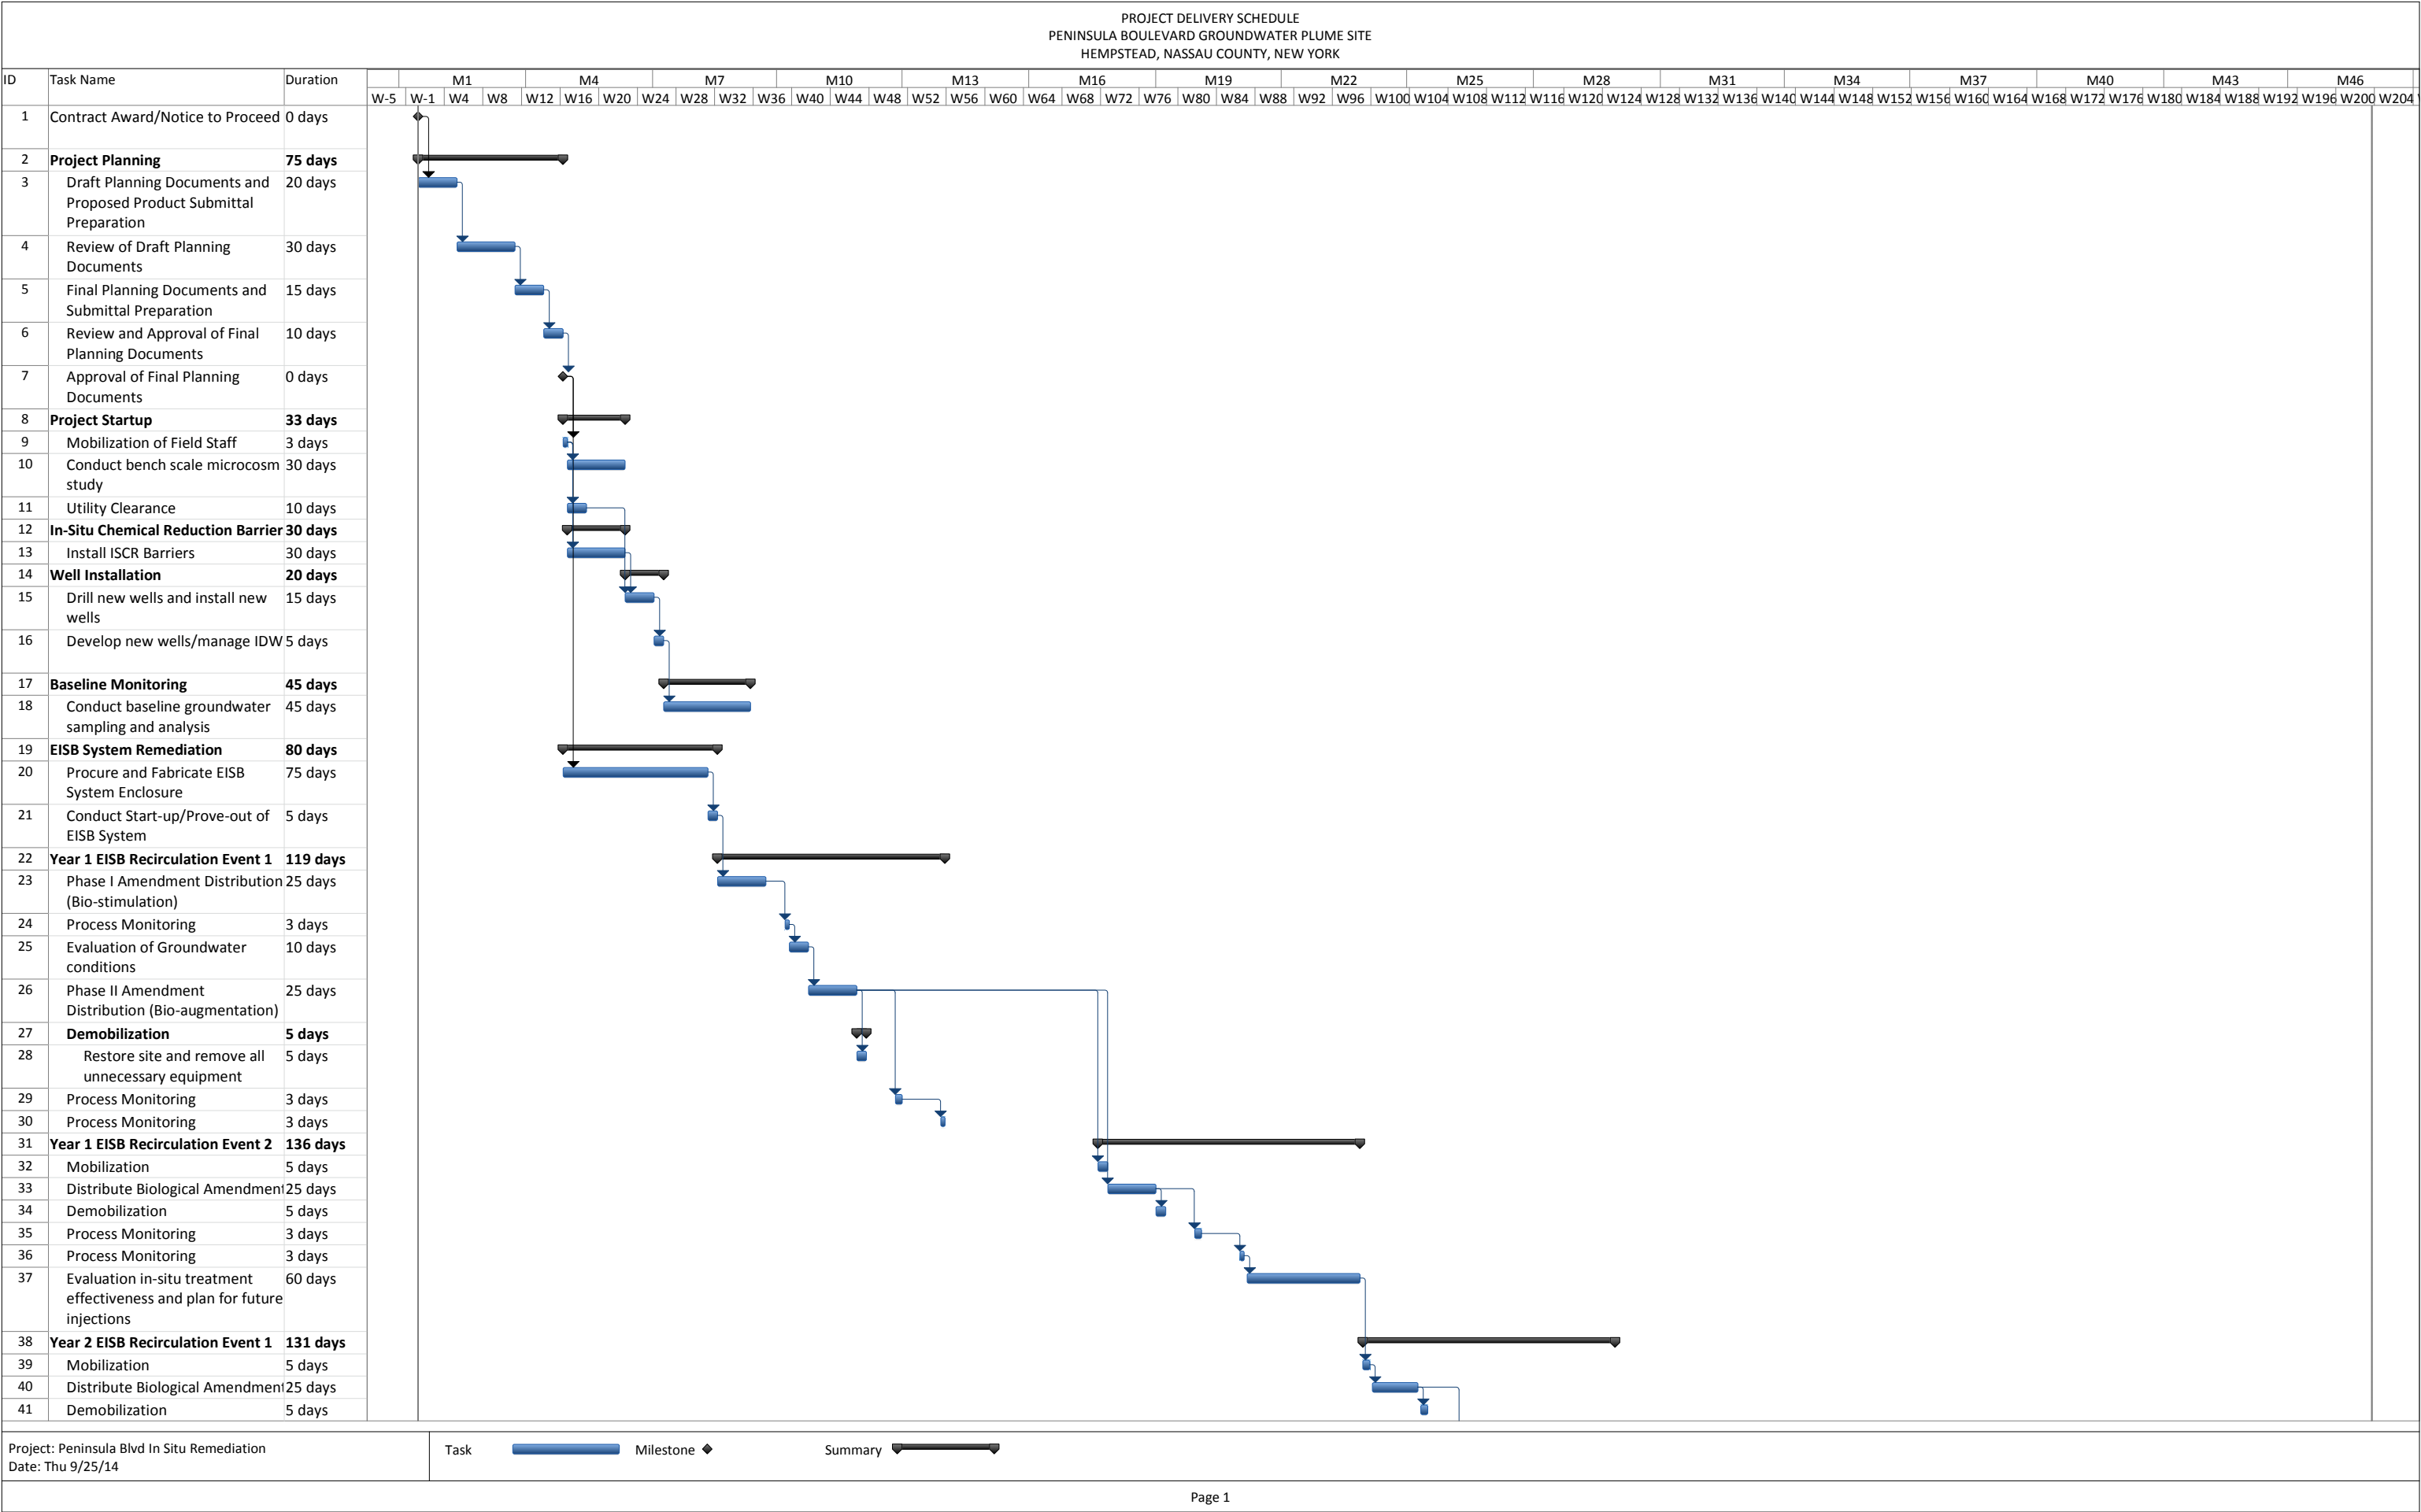 PROJECT DELIVERY SCHEDULE
PENINSULA BOULEVARD GROUNDWATER PLUME SITE
HEMPSTEAD, NASSAU COUNTY, NEW YORK
ID Task Name Duration M1 M4 M7 M10 M13 M16 M19 M22 M25 M28 M31 M34 M37 M40 M43 M46
W-5 W-1 W4 W8 W12 W16 W20 W24 W28 W32 W36 W40 W44 W48 W52 W56 W60 W64 W68 W72 W76 W80 W84 W88 W92 W96 W100 W104 W108 W112 W116 W120 W124 W128 W132 W136 W140 W144 W148 W152 W156 W160 W164 W168 W172 W176 W180 W184 W188 W192 W196 W200 W204
1 Contract Award/Notice to Proceed 0 days
2 Project Planning 75 days
3 Draft Planning Documents and 20 days
Proposed Product Submittal
Preparation
4 Review of Draft Planning 30 days
Documents
5 Final Planning Documents and 15 days
Submittal Preparation
6 Review and Approval of Final 10 days
Planning Documents
7 Approval of Final Planning 0 days
Documents
8 Project Startup 33 days
9 Mobilization of Field Staff 3 days
10 Conduct bench scale microcosm 30 days
study
11 Utility Clearance 10 days
12 In-Situ Chemical Reduction Barrier 30 days
13 Install ISCR Barriers 30 days
14 Well Installation 20 days
15 Drill new wells and install new 15 days
wells
16 Develop new wells/manage IDW 5 days
17 Baseline Monitoring 45 days
18 Conduct baseline groundwater 45 days
sampling and analysis
19 EISB System Remediation 80 days
20 Procure and Fabricate EISB 75 days
System Enclosure
21 Conduct Start-up/Prove-out of 5 days
EISB System
22 Year 1 EISB Recirculation Event 1 119 days
23 Phase I Amendment Distribution 25 days
(Bio-stimulation)
24 Process Monitoring 3 days
25 Evaluation of Groundwater 10 days
conditions
26 Phase II Amendment 25 days
Distribution (Bio-augmentation)
27 Demobilization 5 days
28 Restore site and remove all 5 days
unnecessary equipment
29 Process Monitoring 3 days
30 Process Monitoring 3 days
31 Year 1 EISB Recirculation Event 2 136 days
32 Mobilization 5 days
33 Distribute Biological Amendment 25 days
34 Demobilization 5 days
35 Process Monitoring 3 days
36 Process Monitoring 3 days
37 Evaluation in-situ treatment 60 days
effectiveness and plan for future
injections
38 Year 2 EISB Recirculation Event 1 131 days
39 Mobilization 5 days
40 Distribute Biological Amendment 25 days
41 Demobilization 5 days
Project: Peninsula Blvd In Situ Remediation
Date: Thu 9/25/14
Task Milestone Summary
Page 1